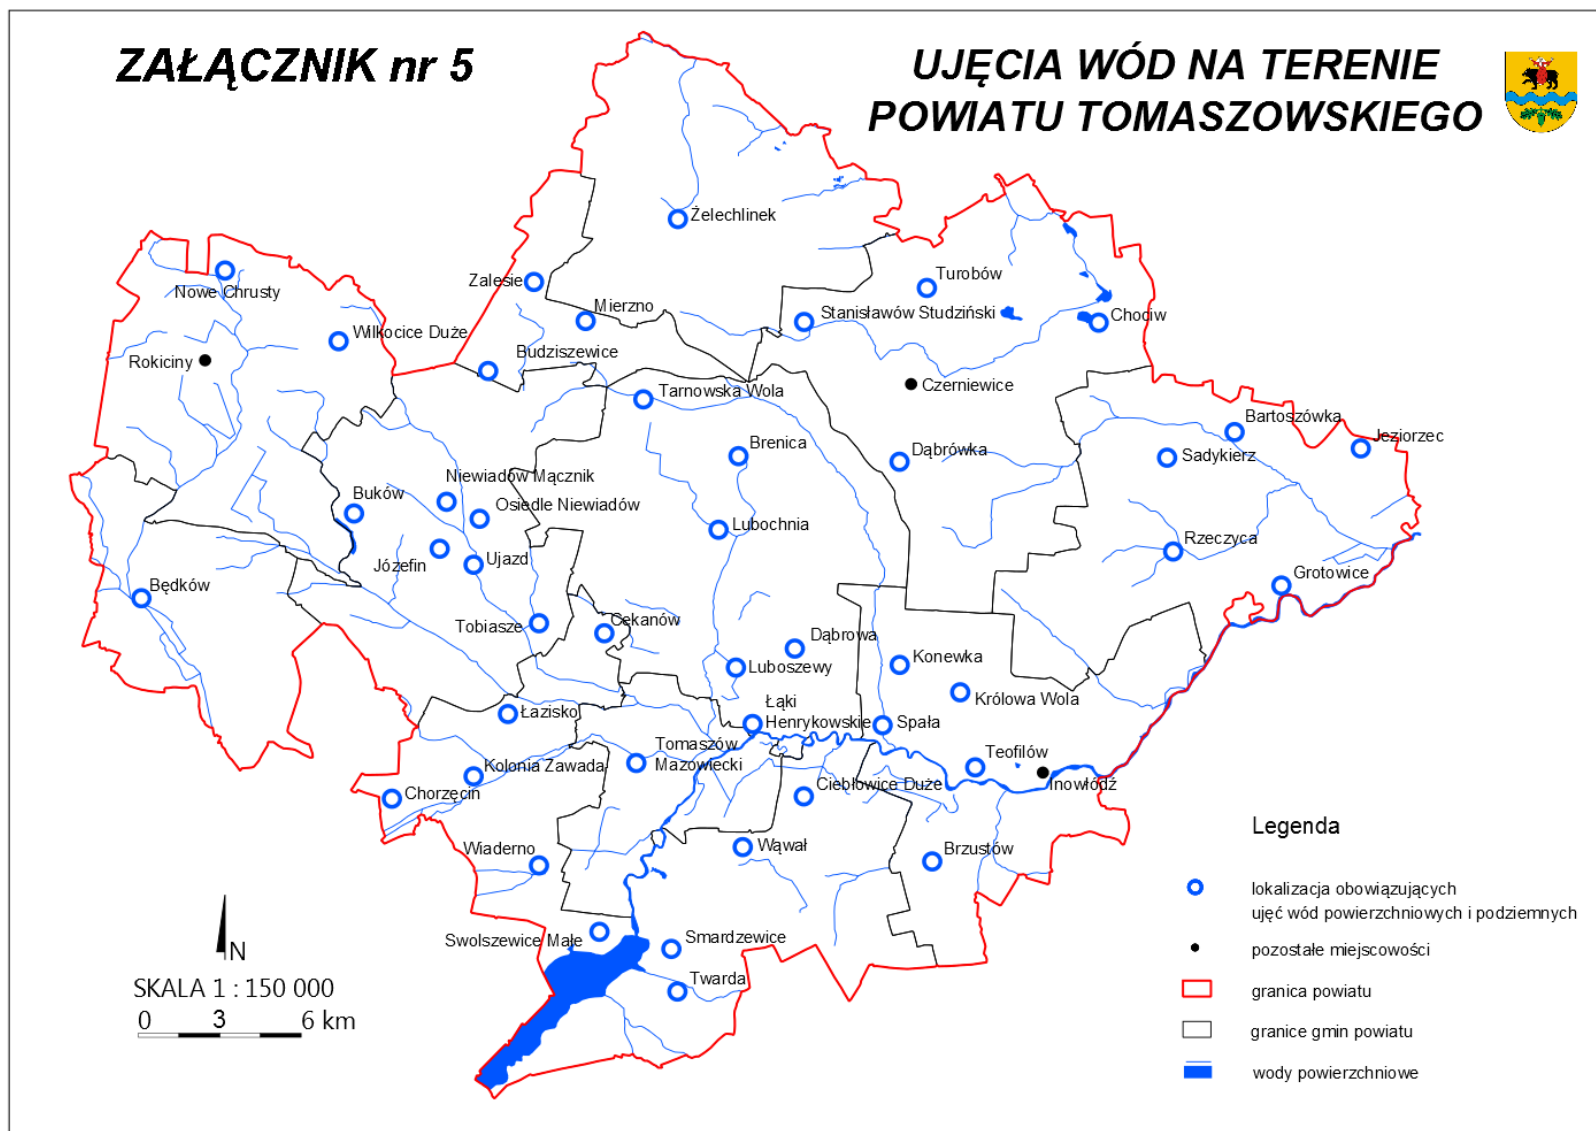 ZAŁĄCZNIK nr 5
UJĘCIA WÓD NA TERENIE
POWIATU TOMASZOWSKIEGO
Żelechlinek
Zalesie
Nowe Chrusty
Mierzno
Turobów
Stanisławów Studziński
Chociw
Wilkocice Duże
Rokiciny
Budziszewice
Czerniewice
Tarnowska Wola
Bartoszówka
Jeziorzec
Brenica
Dąbrówka
Sadykierz
Niewiadów Mącznik
Buków
Osiedle Niewiadów
Lubochnia
Rzeczyca
Józefin
Ujazd
Grotowice
Będków
Tobiasze
Cekanów
Dąbrowa
Konewka
Luboszewy
Królowa Wola
Łazisko
Łąki
Henrykowskie
Spała
Tomaszów
Mazowiecki
Teofilów
Inowłódź
Kolonia Zawada
Chorzęcin
Ciebłowice Duże
Wiaderno
Wąwał
Brzustów
Swolszewice Małe
Smardzewice
Twarda
N
SKALA 1 : 150 000
0 3 6 km
Legenda
lokalizacja obowiązujących
ujęć wód powierzchniowych i podziemnych
pozostałe miejscowości
granica powiatu
granice gmin powiatu
wody powierzchniowe